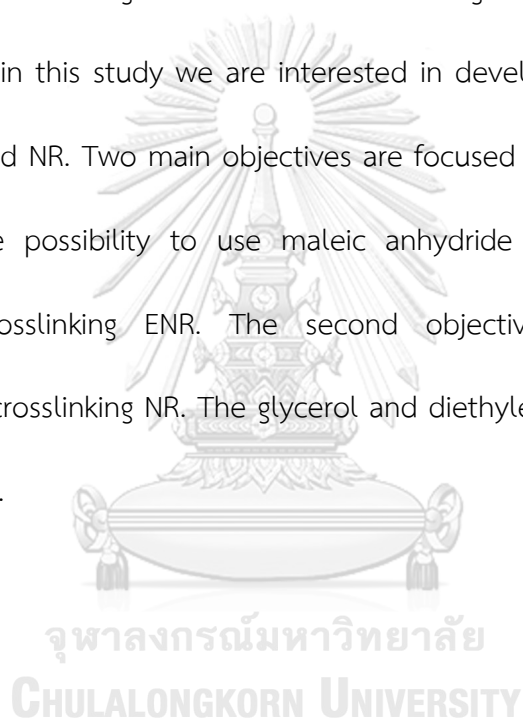 in this study we are interested in devel
d NR. Two main objectives are focused
e possibility to use maleic anhydride
osslinking ENR. The second objectiv
crosslinking NR. The glycerol and diethyle
.
จุฬาลงกรณ์มหาวิทยาลัย
CHULALONGKORN UNIVERSITY